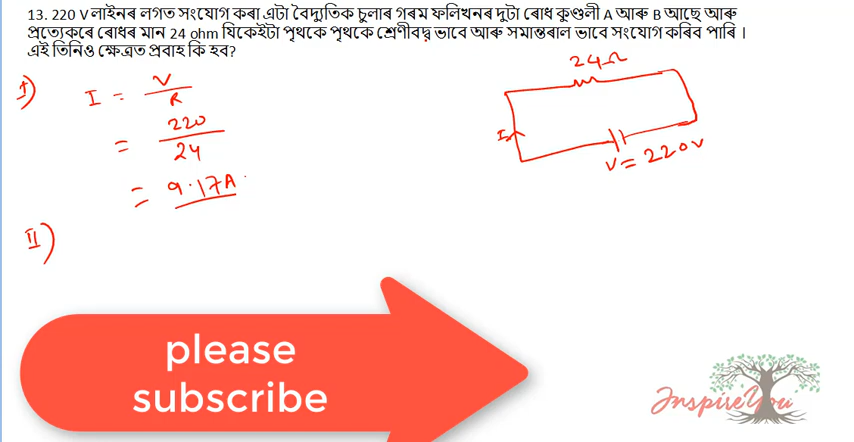 13. 220 V লাইনৰ লগত সংযোগ কৰা এটা বৈদ্যুতিক চুলাৰ গৰম ফলিখনৰ দুটা ৰোধ কুণ্ডলী A আৰু B আছে আৰু
প্ৰত্যেকৰে ৰোধৰ মান 24 ohm যিকেইটা পৃথকে পৃথকে শ্ৰেণীবদ্ধ ভাবে আৰু সমান্তৰাল ভাবে সংযোগ কৰিব পাৰি ।
এই তিনিও ক্ষেত্ৰত প্ৰবাহ কি হব?
I)
I = V/R
= 220/24
= 9.17A
24Ω
I
V = 220V
II)
please
subscribe
InspireYou